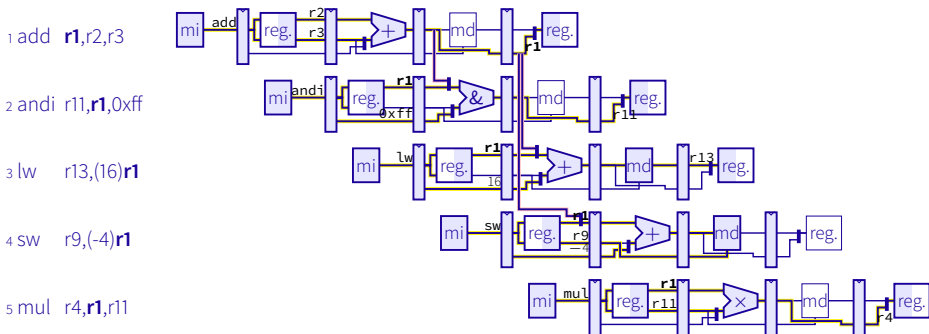 1 add r1,r2,r3 mi add reg. r2 r3 + md r1 reg.
2 andi r11,r1,0xff mi andi reg. r1 0xff & md r11 reg.
3 lw r13,(16)r1 mi lw reg. r1 16 + md r13 reg.
4 sw r9,(-4)r1 mi sw reg. r1 r9 −4 + md reg.
5 mul r4,r1,r11 mi mul reg. r1 r11 × md r4 reg.